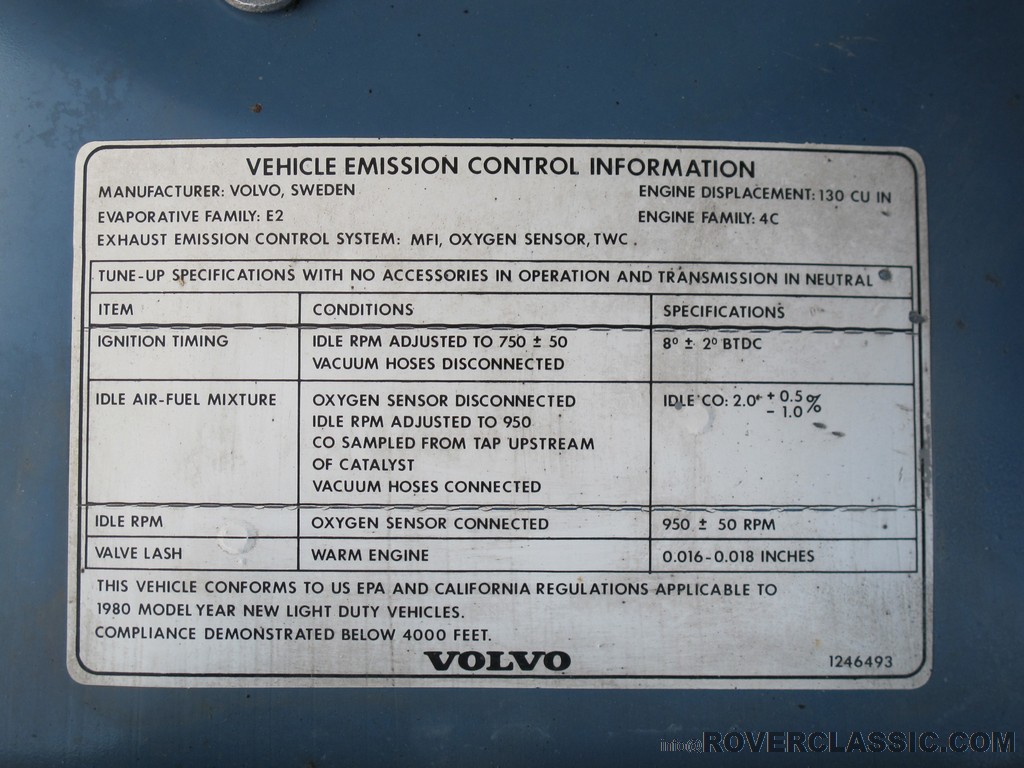 VEHICLE EMISSION CONTROL INFORMATION
MANUFACTURER: VOLVO, SWEDEN ENGINE DISPLACEMENT: 130 CU IN
EVAPORATIVE FAMILY: E2 ENGINE FAMILY: 4C
EXHAUST EMISSION CONTROL SYSTEM: MFI, OXYGEN SENSOR, TWC.
TUNE-UP SPECIFICATIONS WITH NO ACCESSORIES IN OPERATION AND TRANSMISSION IN NEUTRAL
ITEM CONDITIONS SPECIFICATIONS
IGNITION TIMING IDLE RPM ADJUSTED TO 750 ± 50 8° ± 2° BTDC
VACUUM HOSES DISCONNECTED
IDLE AIR-FUEL MIXTURE OXYGEN SENSOR DISCONNECTED IDLE CO: 2.0 + 0.5 - 1.0 %
IDLE RPM ADJUSTED TO 950
CO SAMPLED FROM TAP UPSTREAM
OF CATALYST
VACUUM HOSES CONNECTED
IDLE RPM OXYGEN SENSOR CONNECTED 950 ± 50 RPM
VALVE LASH WARM ENGINE 0.016-0.018 INCHES
THIS VEHICLE CONFORMS TO US EPA AND CALIFORNIA REGULATIONS APPLICABLE TO
1980 MODEL YEAR NEW LIGHT DUTY VEHICLES.
COMPLIANCE DEMONSTRATED BELOW 4000 FEET.
VOLVO 1246493
info@ROVERCLASSIC.COM